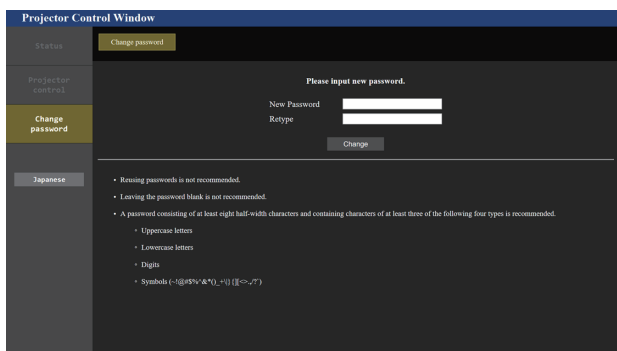 Projector Control Window
Status
Change password
Projector
control
Change
password
Japanese
Please input new password.
New Password
Retype
Change
• Reusing passwords is not recommended.
• Leaving the password blank is not recommended.
• A password consisting of at least eight half-width characters and containing characters of at least three of the following four types is recommended.
◦ Uppercase letters
◦ Lowercase letters
◦ Digits
◦ Symbols (~!@#$%^&*()_+\|}{][<>.,/?`)